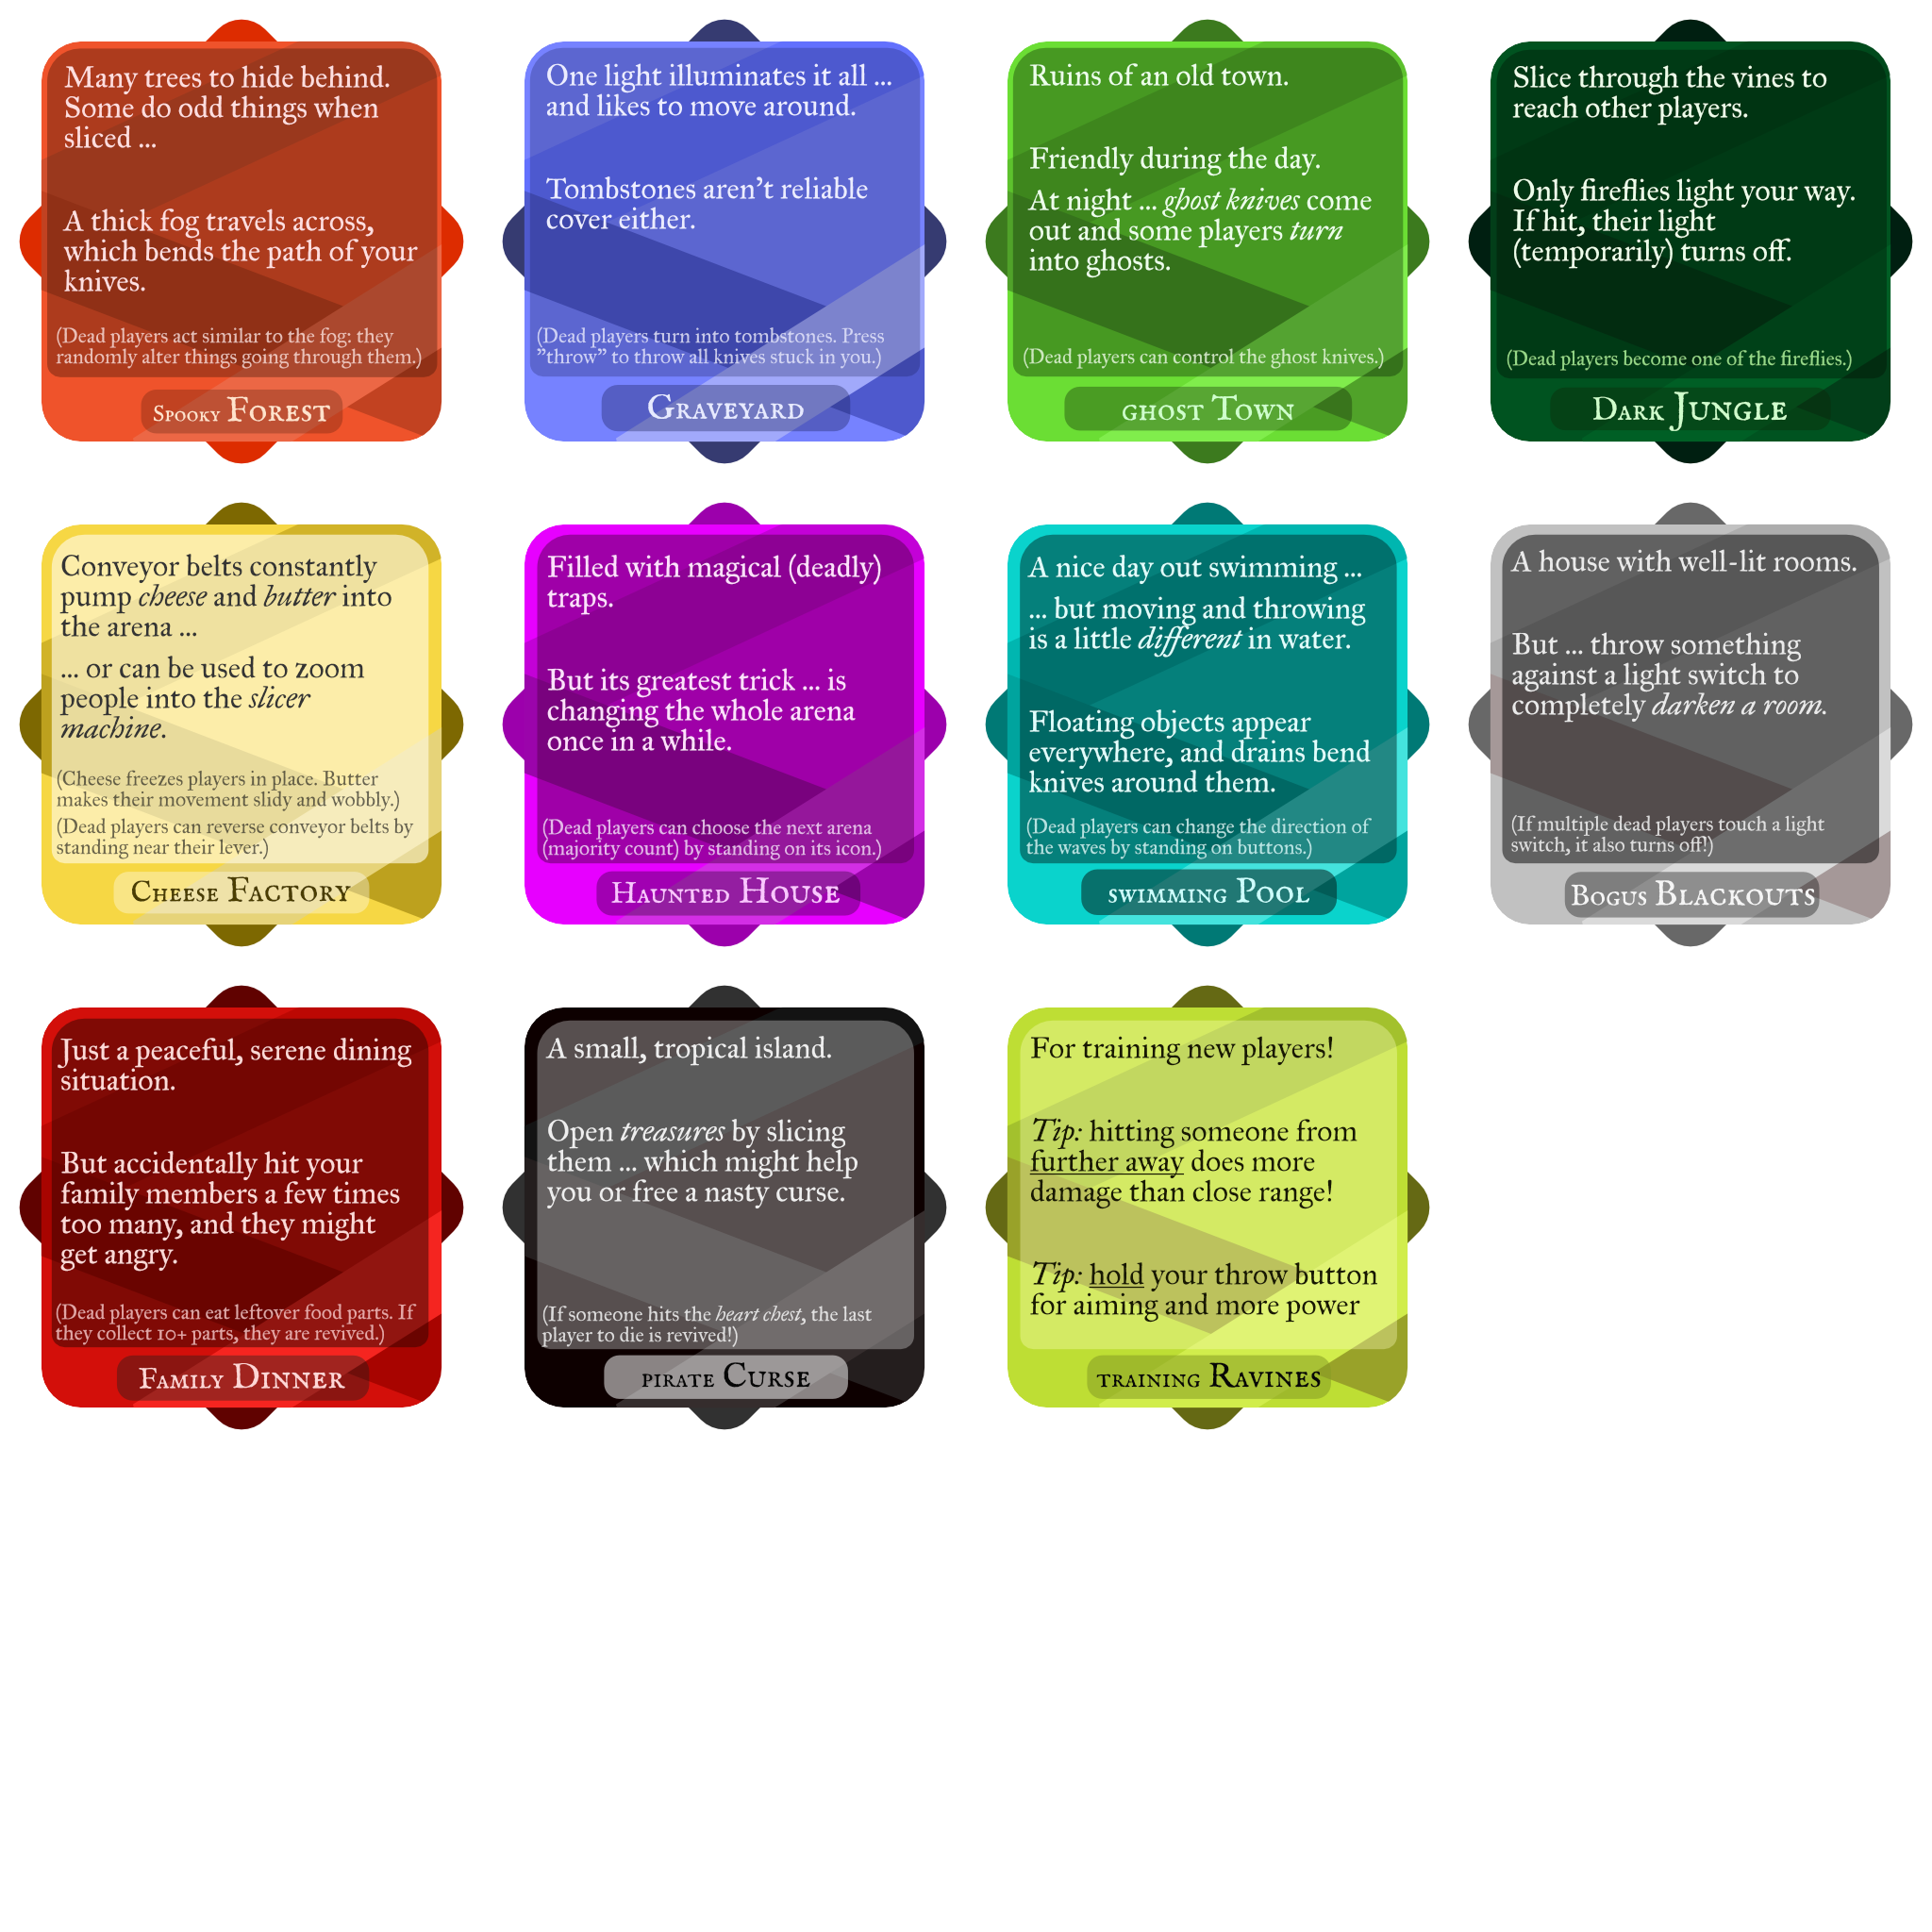 Many trees to hide behind.
Some do odd things when
sliced ...
A thick fog travels across,
which bends the path of your
knives.
(Dead players act similar to the fog: they
randomly alter things going through them.)
Spooky Forest
One light illuminates it all ...
and likes to move around.
Tombstones aren't reliable
cover either.
(Dead players turn into tombstones. Press
"throw" to throw all knives stuck in you.)
Graveyard
Ruins of an old town.
Friendly during the day.
At night ... ghost knives come
out and some players turn
into ghosts.
(Dead players can control the ghost knives.)
ghost Town
Slice through the vines to
reach other players.
Only fireflies light your way.
If hit, their light
(temporarily) turns off.
(Dead players become one of the fireflies.)
Dark Jungle
Conveyor belts constantly
pump cheese and butter into
the arena ...
... or can be used to zoom
people into the slicer
machine.
(Cheese freezes players in place. Butter
makes their movement slidy and wobbly.)
(Dead players can reverse conveyor belts by
standing near their lever.)
Cheese Factory
Filled with magical (deadly)
traps.
But its greatest trick ... is
changing the whole arena
once in a while.
(Dead players can choose the next arena
(majority count) by standing on its icon.)
Haunted House
A nice day out swimming ...
... but moving and throwing
is a little different in water.
Floating objects appear
everywhere, and drains bend
knives around them.
(Dead players can change the direction of
the waves by standing on buttons.)
swimming Pool
A house with well-lit rooms.
But ... throw something
against a light switch to
completely darken a room.
(If multiple dead players touch a light
switch, it also turns off!)
Bogus Blackouts
Just a peaceful, serene dining
situation.
But accidentally hit your
family members a few times
too many, and they might
get angry.
(Dead players can eat leftover food parts. If
they collect 10+ parts, they are revived.)
Family Dinner
A small, tropical island.
Open treasures by slicing
them ... which might help
you or free a nasty curse.
(If someone hits the heart chest, the last
player to die is revived!)
pirate Curse
For training new players!
Tip: hitting someone from
further away does more
damage than close range!
Tip: hold your throw button
for aiming and more power
training Ravines